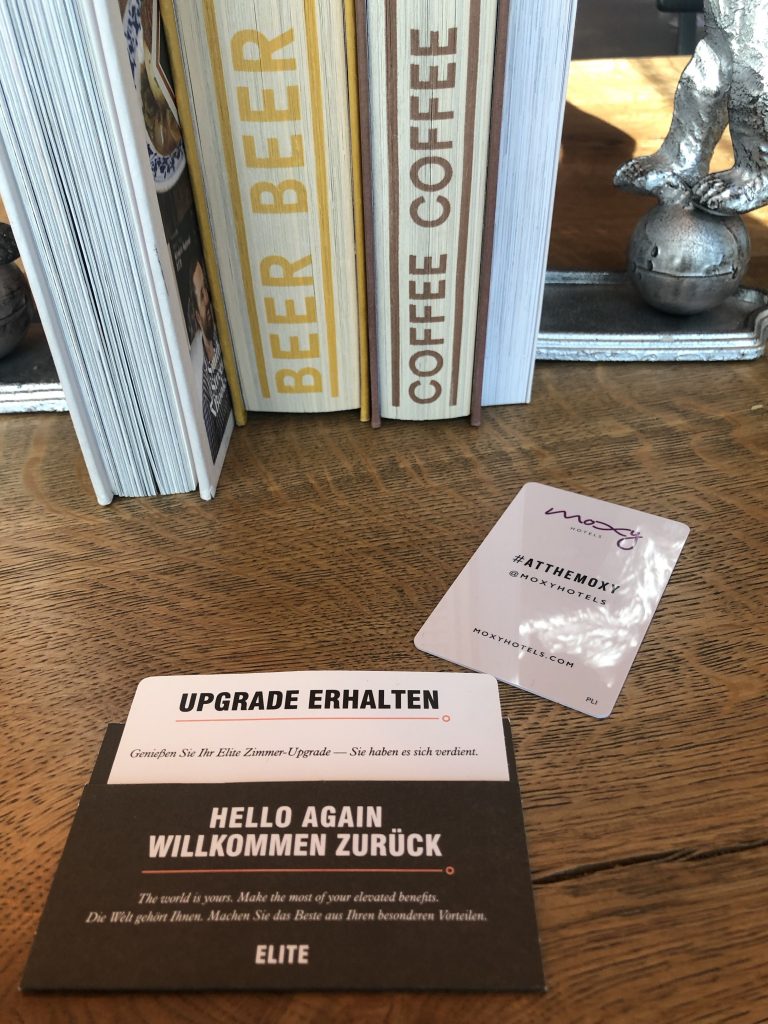 BEER BEER
COFFEE COFFEE
moxy
HOTELS
#ATTHEMOXY
@MOXYHOTELS
MOXYHOTELS.COM
PLI
UPGRADE ERHALTEN
Genießen Sie Ihr Elite Zimmer-Upgrade — Sie haben es sich verdient.
HELLO AGAIN
WILLKOMMEN ZURÜCK
The world is yours. Make the most of your elevated benefits.
Die Welt gehört Ihnen. Machen Sie das Beste aus Ihren besonderen Vorteilen.
ELITE